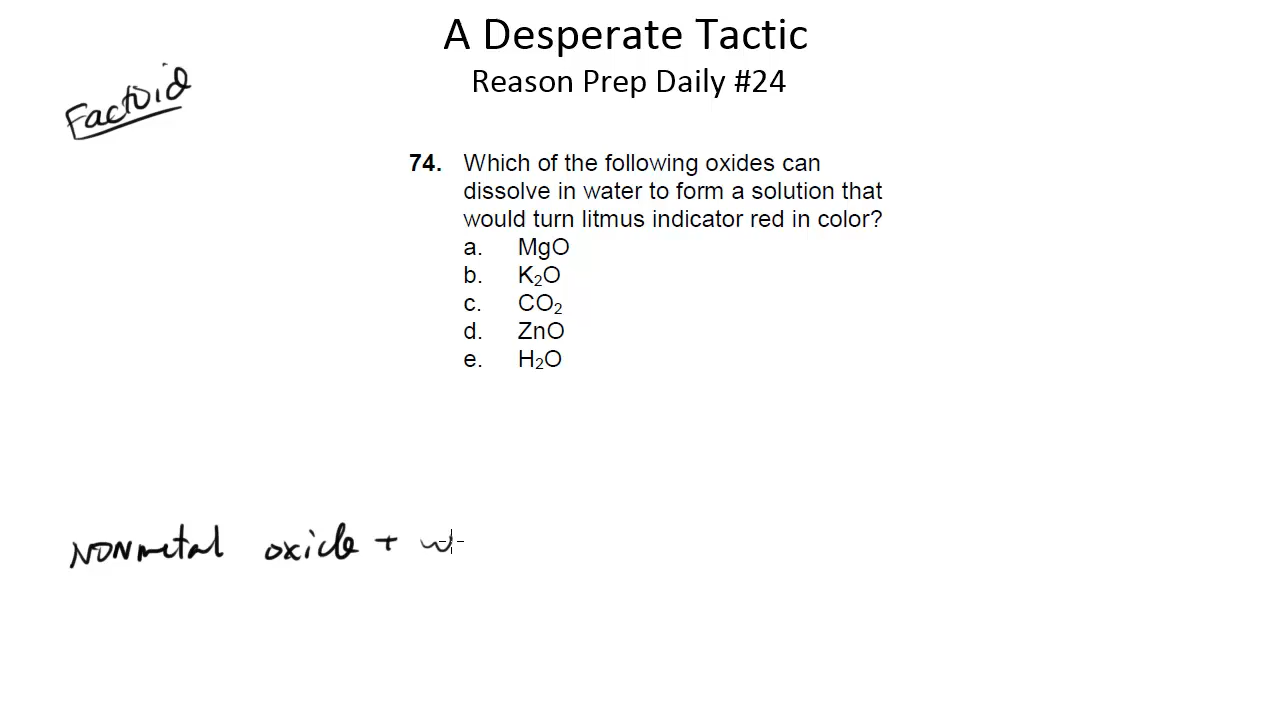 A Desperate Tactic
Reason Prep Daily #24
Factoid
74. Which of the following oxides can
dissolve in water to form a solution that
would turn litmus indicator red in color?
a. MgO
b. K₂O
c. CO₂
d. ZnO
e. H₂O
NONmetal oxide + w